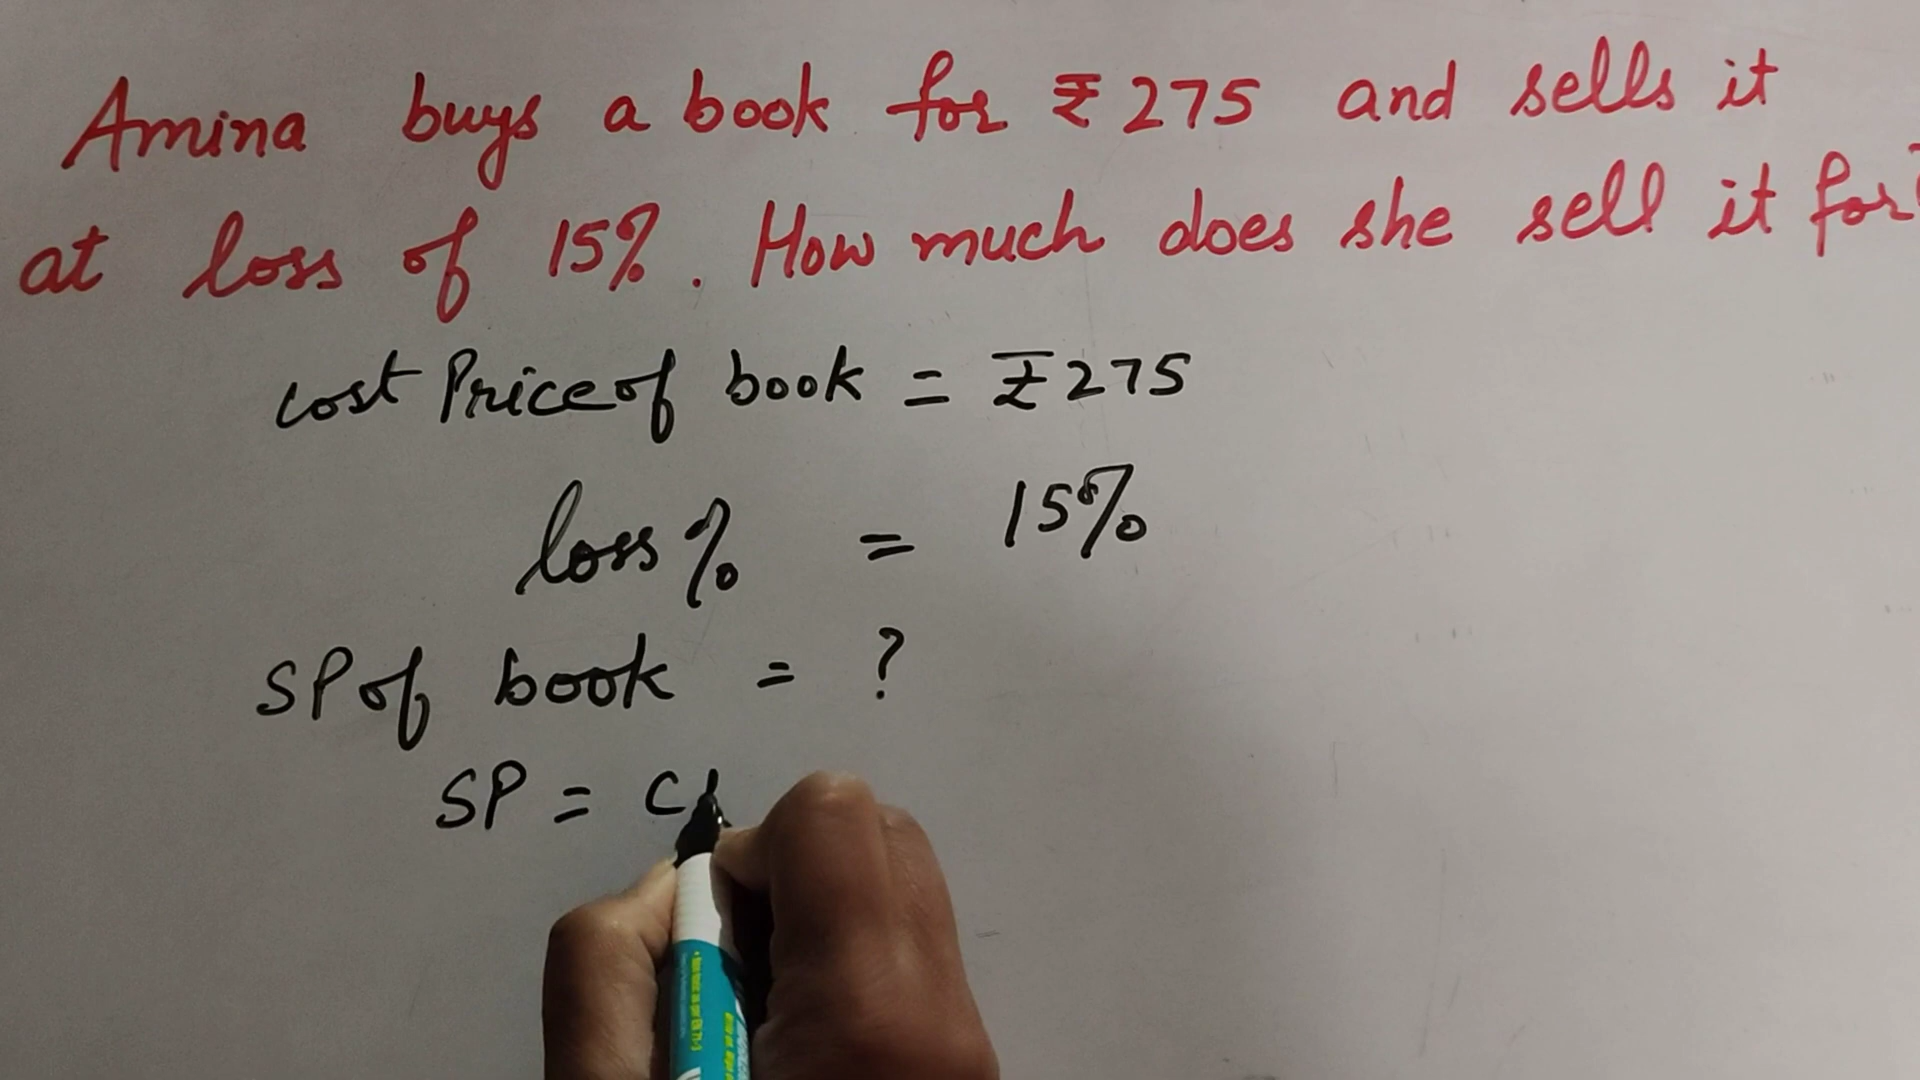 Amina buys a book for ₹275 and sells it
at loss of 15%. How much does she sell it for?
cost Price of book = ₹275
loss % = 15%
SP of book = ?
SP = C